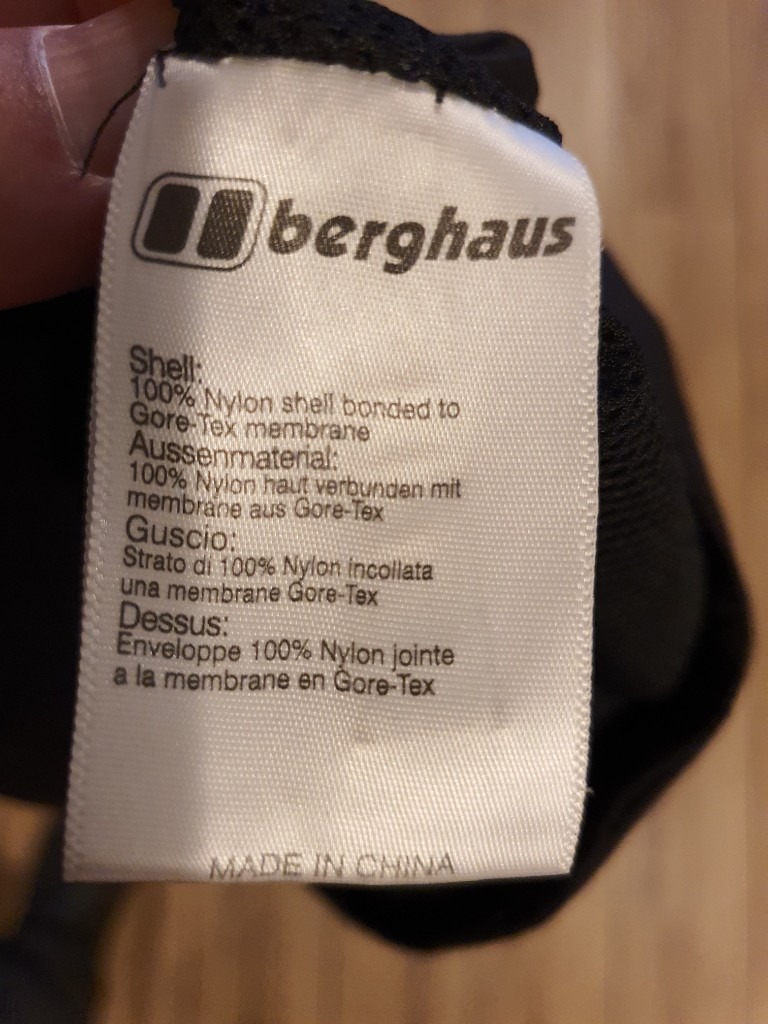 berghaus
Shell:
100% Nylon shell bonded to
Gore-Tex membrane
Aussenmaterial:
100% Nylon haut verbunden mit
membrane aus Gore-Tex
Guscio:
Strato di 100% Nylon incollata
una membrane Gore-Tex
Dessus:
Enveloppe 100% Nylon jointe
a la membrane en Gore-Tex
MADE IN CHINA